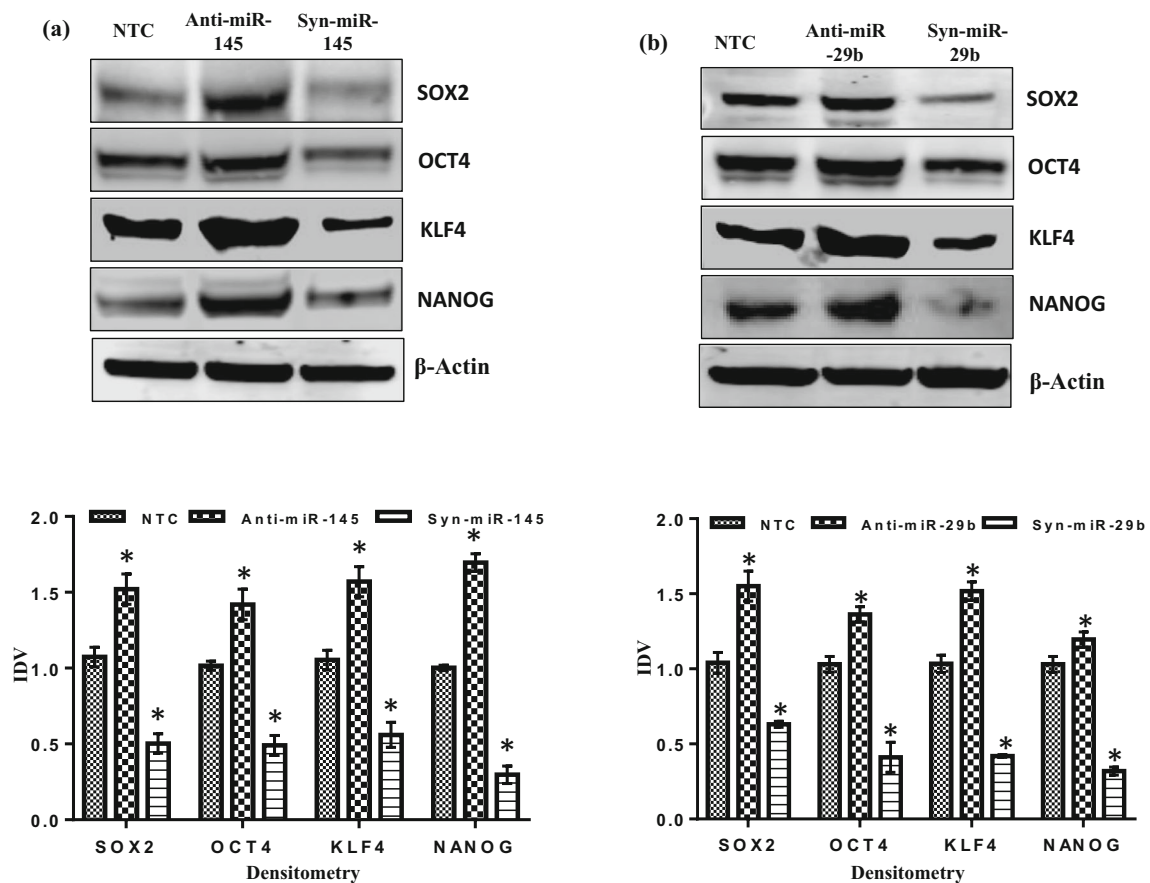 (a)
NTC
Anti-miR-
145
Syn-miR-
145
SOX2
OCT4
KLF4
NANOG
β-Actin
(b)
NTC
Anti-miR
-29b
Syn-miR-
29b
SOX2
OCT4
KLF4
NANOG
β-Actin
NTC Anti-miR-145 Syn-miR-145
2.0
1.5
1.0
0.5
0.0
IDV
* * * * * * * *
SOX2 OCT4 KLF4 NANOG
Densitometry
NTC Anti-miR-29b Syn-miR-29b
2.0
1.5
1.0
0.5
0.0
IDV
* * * * * * * *
SOX2 OCT4 KLF4 NANOG
Densitometry